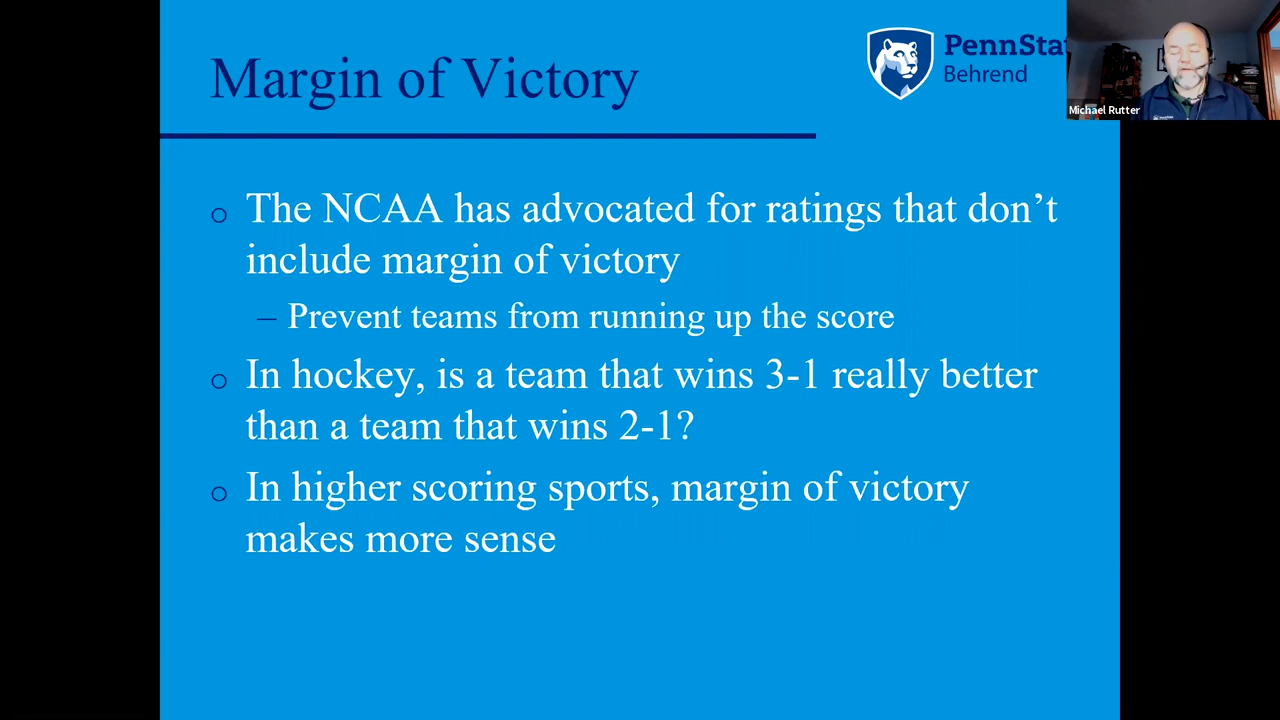 Margin of Victory
PennSta
Behrend
Michael Rutter
o The NCAA has advocated for ratings that don’t
include margin of victory
– Prevent teams from running up the score
o In hockey, is a team that wins 3-1 really better
than a team that wins 2-1?
o In higher scoring sports, margin of victory
makes more sense